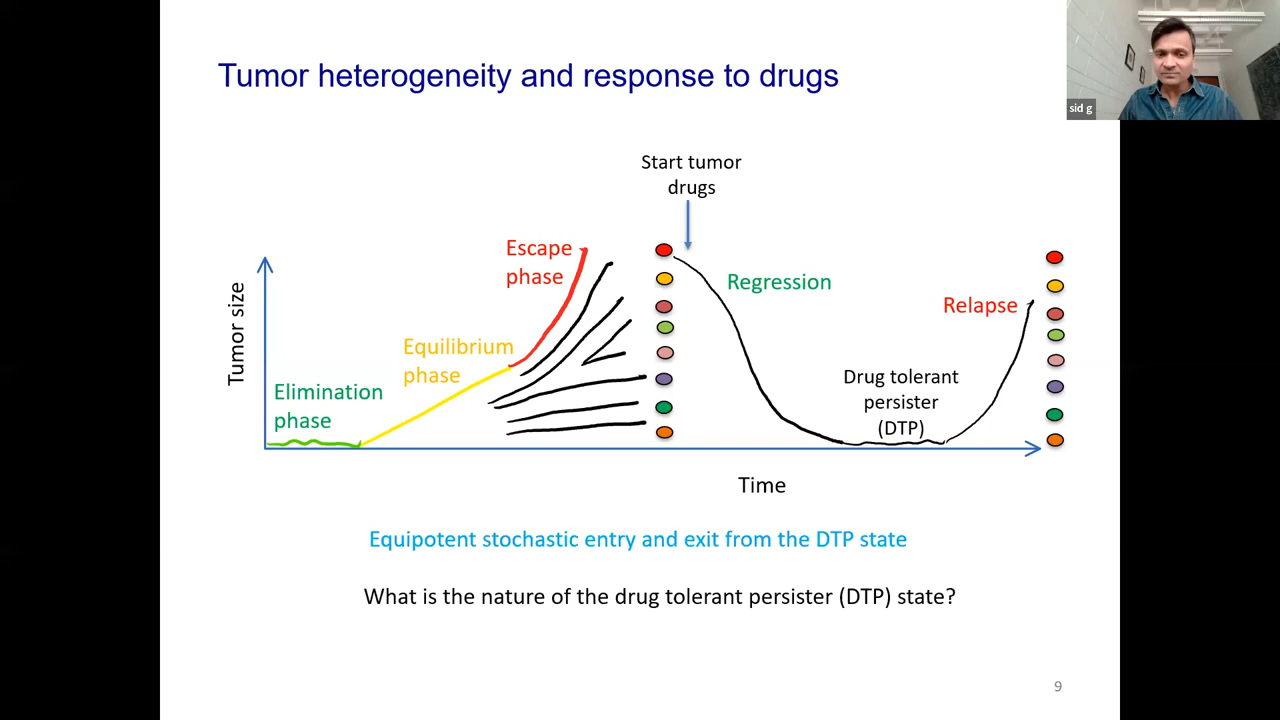 Tumor heterogeneity and response to drugs
sid g
Start tumor
drugs
Escape
phase
Regression
Relapse
Equilibrium
phase
Elimination
phase
Drug tolerant
persister
(DTP)
Tumor size
Time
Equipotent stochastic entry and exit from the DTP state
What is the nature of the drug tolerant persister (DTP) state?
9